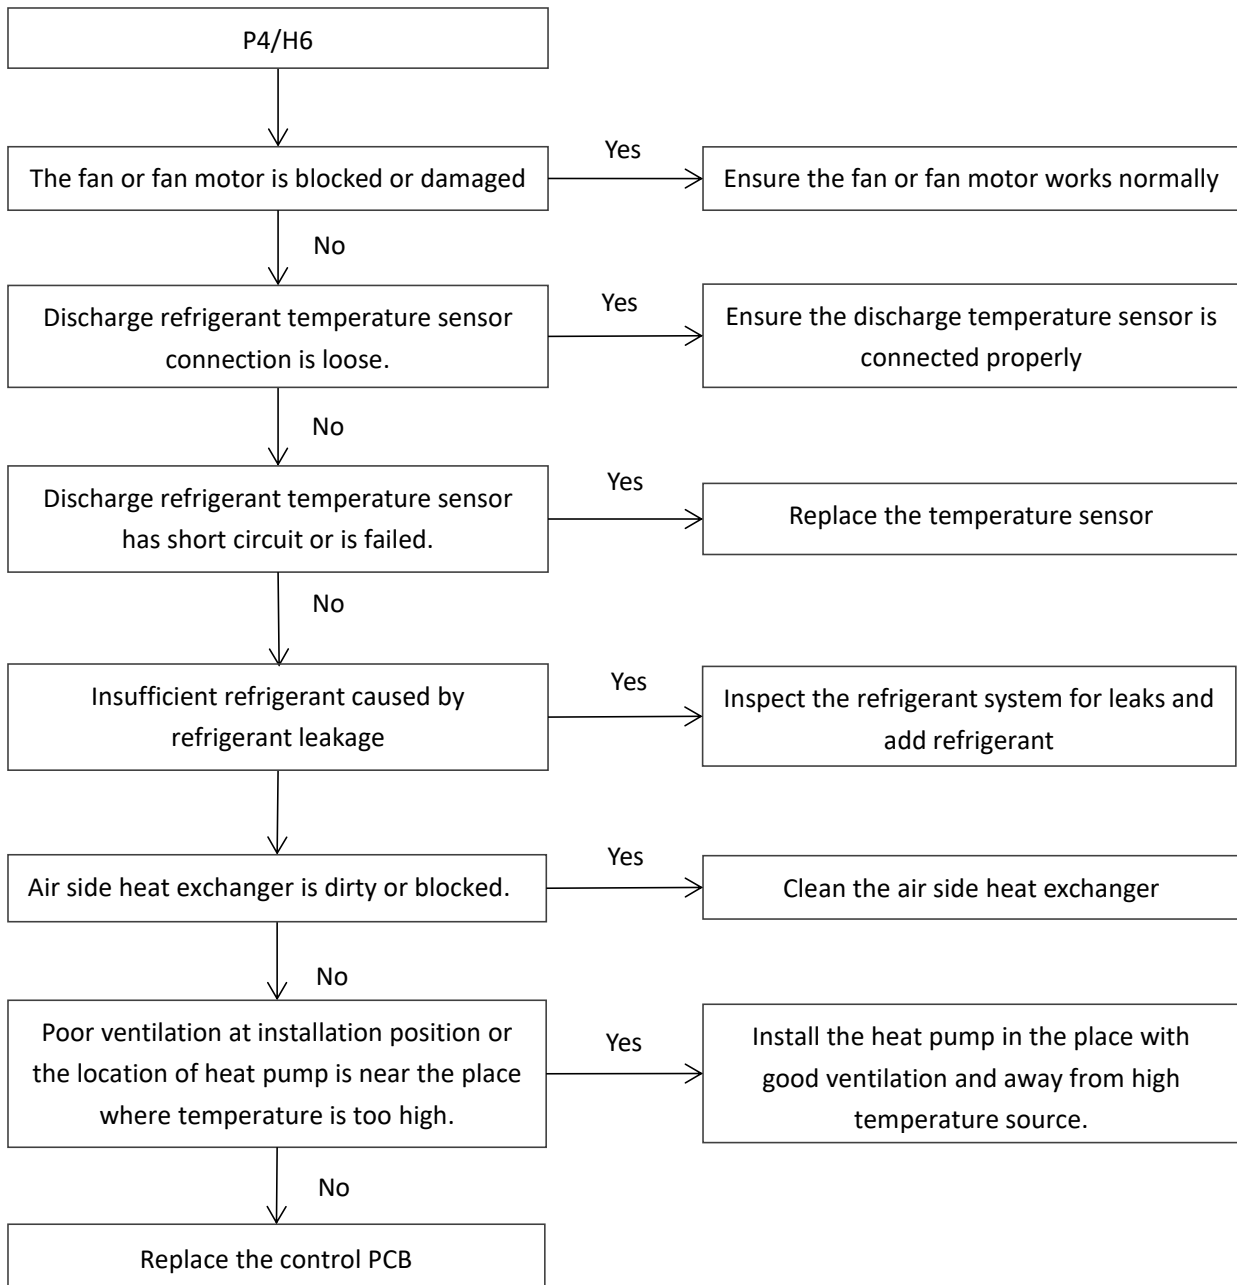 P4/H6
The fan or fan motor is blocked or damaged
Yes
Ensure the fan or fan motor works normally
No
Discharge refrigerant temperature sensor
connection is loose.
Yes
Ensure the discharge temperature sensor is
connected properly
No
Discharge refrigerant temperature sensor
has short circuit or is failed.
Yes
Replace the temperature sensor
No
Insufficient refrigerant caused by
refrigerant leakage
Yes
Inspect the refrigerant system for leaks and
add refrigerant
Air side heat exchanger is dirty or blocked.
Yes
Clean the air side heat exchanger
No
Poor ventilation at installation position or
the location of heat pump is near the place
where temperature is too high.
Yes
Install the heat pump in the place with
good ventilation and away from high
temperature source.
No
Replace the control PCB